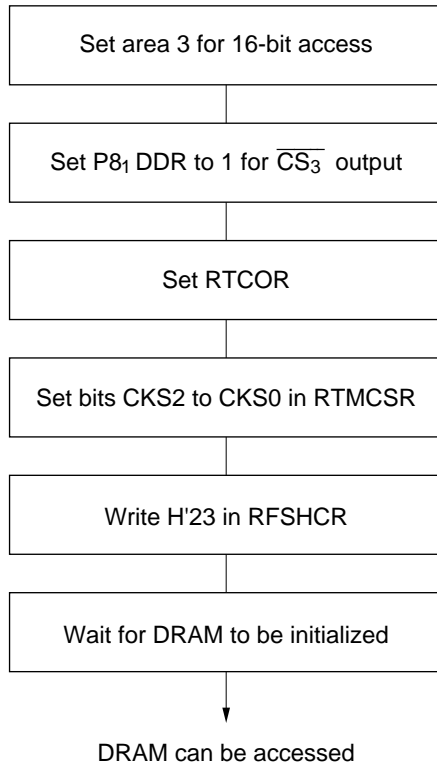 Set area 3 for 16-bit access
Set P8₁ DDR to 1 for C̅S̅₃̅ output
Set RTCOR
Set bits CKS2 to CKS0 in RTMCSR
Write H'23 in RFSHCR
Wait for DRAM to be initialized
DRAM can be accessed